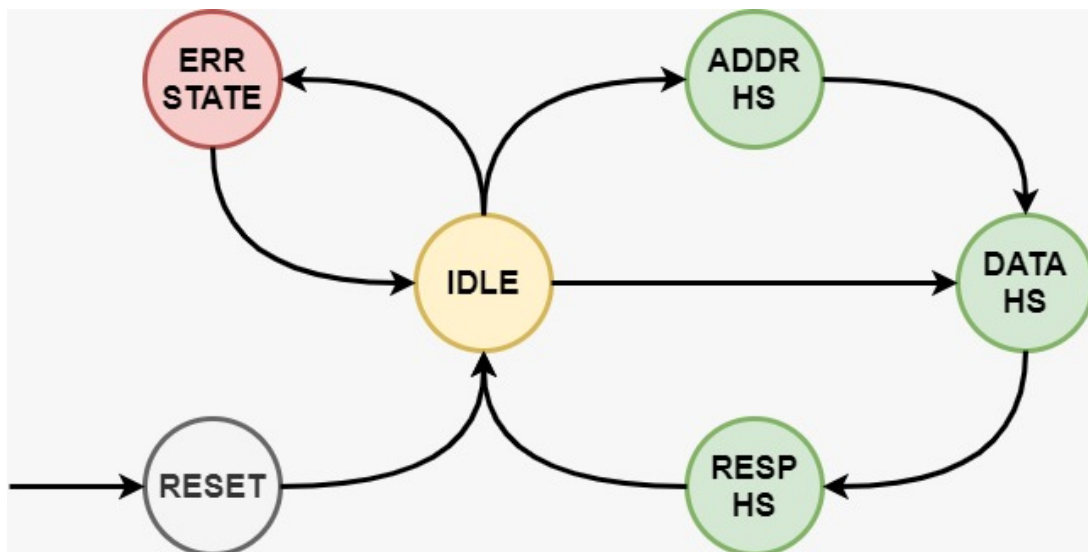 ERR
STATE
ADDR
HS
IDLE
DATA
HS
RESET
RESP
HS